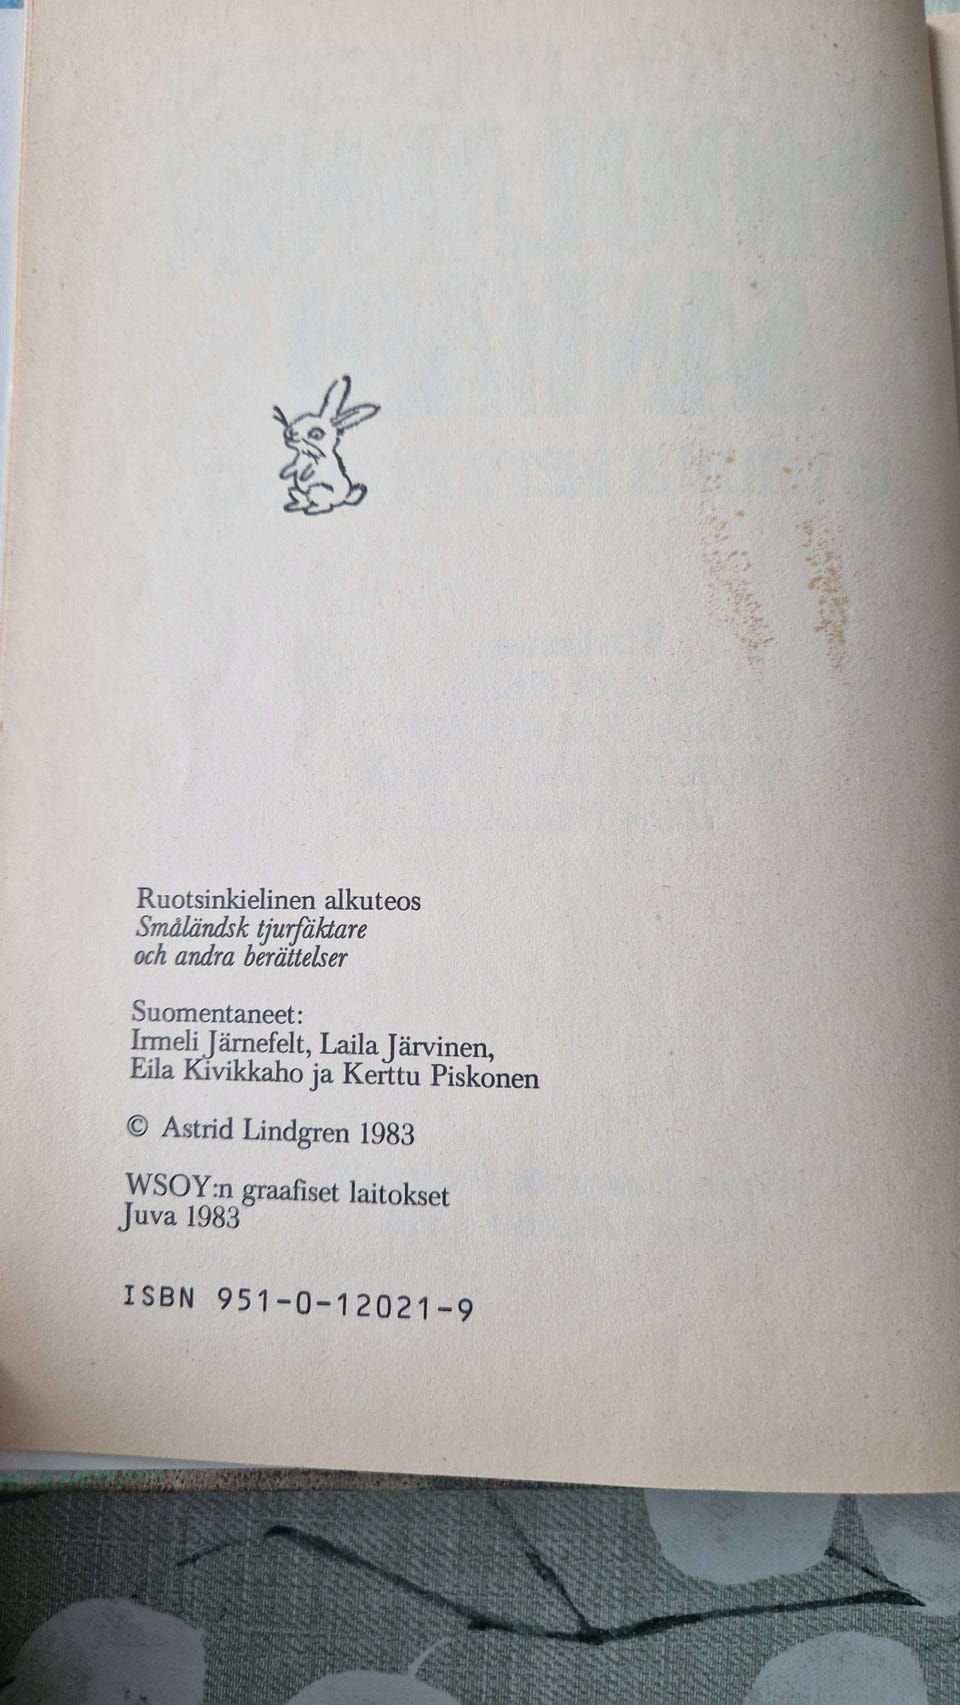 Ruotsinkielinen alkuteos
Småländsk tjurfäktare
och andra berättelser
Suomentaneet:
Irmeli Järnefelt, Laila Järvinen,
Eila Kivikkaho ja Kerttu Piskonen
© Astrid Lindgren 1983
WSOY:n graafiset laitokset
Juva 1983
ISBN 951-0-12021-9